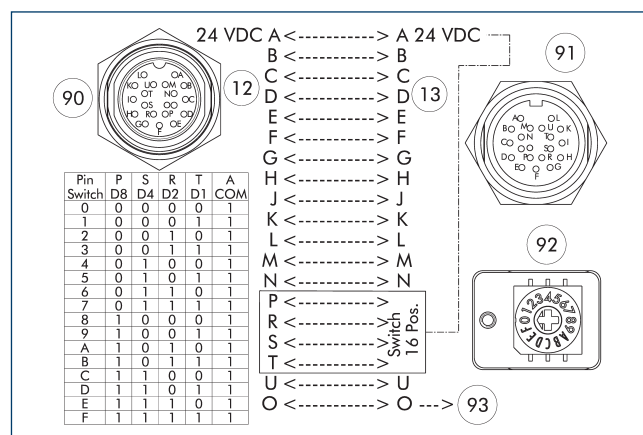 24 VDC A <-----------> A 24 VDC
B <-----------> B
C <-----------> C
D <-----------> D
E <-----------> E
F <-----------> F
G <-----------> G
H <-----------> H
J <-----------> J
K <-----------> K
L <-----------> L
M <-----------> M
N <-----------> N
P <----------->
R <----------->
S <----------->
T <----------->
Switch
16 Pos.
U <-----------> U
O <-----------> O ---> 93
90
12
13
91
92
L A
K U M B
T N
I C
S O
H R P D
G E
F
A L
B M U K
N T
C I
O S
D P R H
E G
F
Pin P S R T A
Switch D8 D4 D2 D1 COM
0 0 0 0 0 1
1 0 0 0 1 1
2 0 0 1 0 1
3 0 0 1 1 1
4 0 1 0 0 1
5 0 1 0 1 1
6 0 1 1 0 1
7 0 1 1 1 1
8 1 0 0 0 1
9 1 0 0 1 1
A 1 0 1 0 1
B 1 0 1 1 1
C 1 1 0 0 1
D 1 1 0 1 1
E 1 1 1 0 1
F 1 1 1 1 1
0123456789ABCDEF